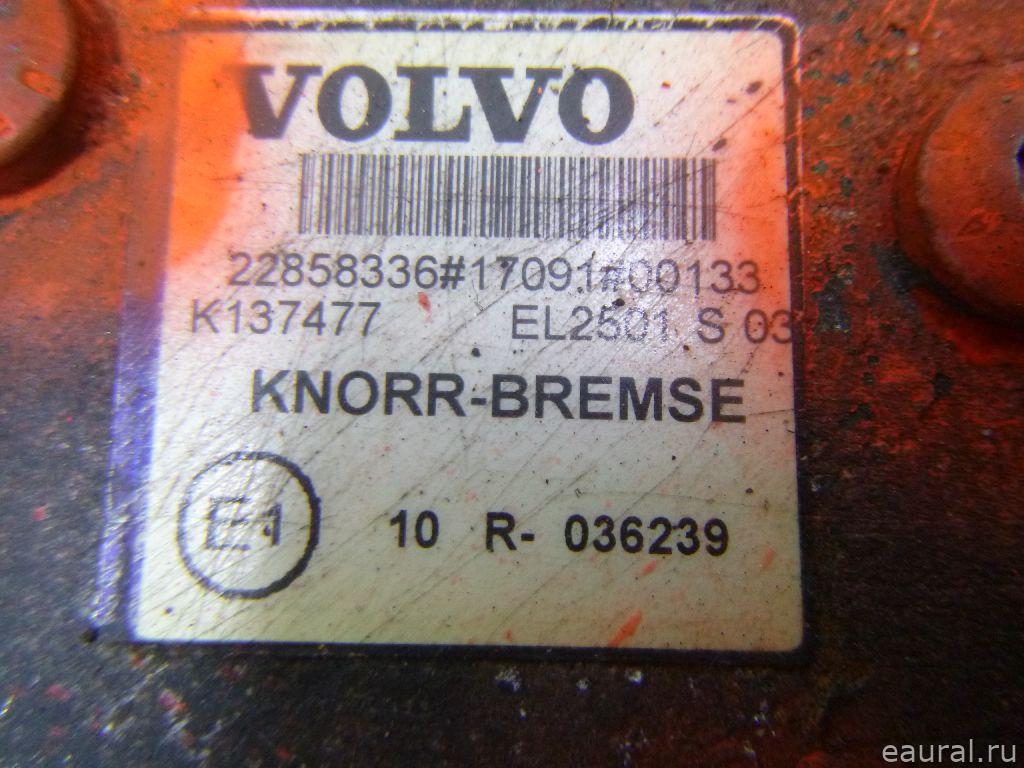 VOLVO
22858336#17091#00133
K137477 EL2501 S 03
KNORR-BREMSE
E1 10 R- 036239
eaural.ru